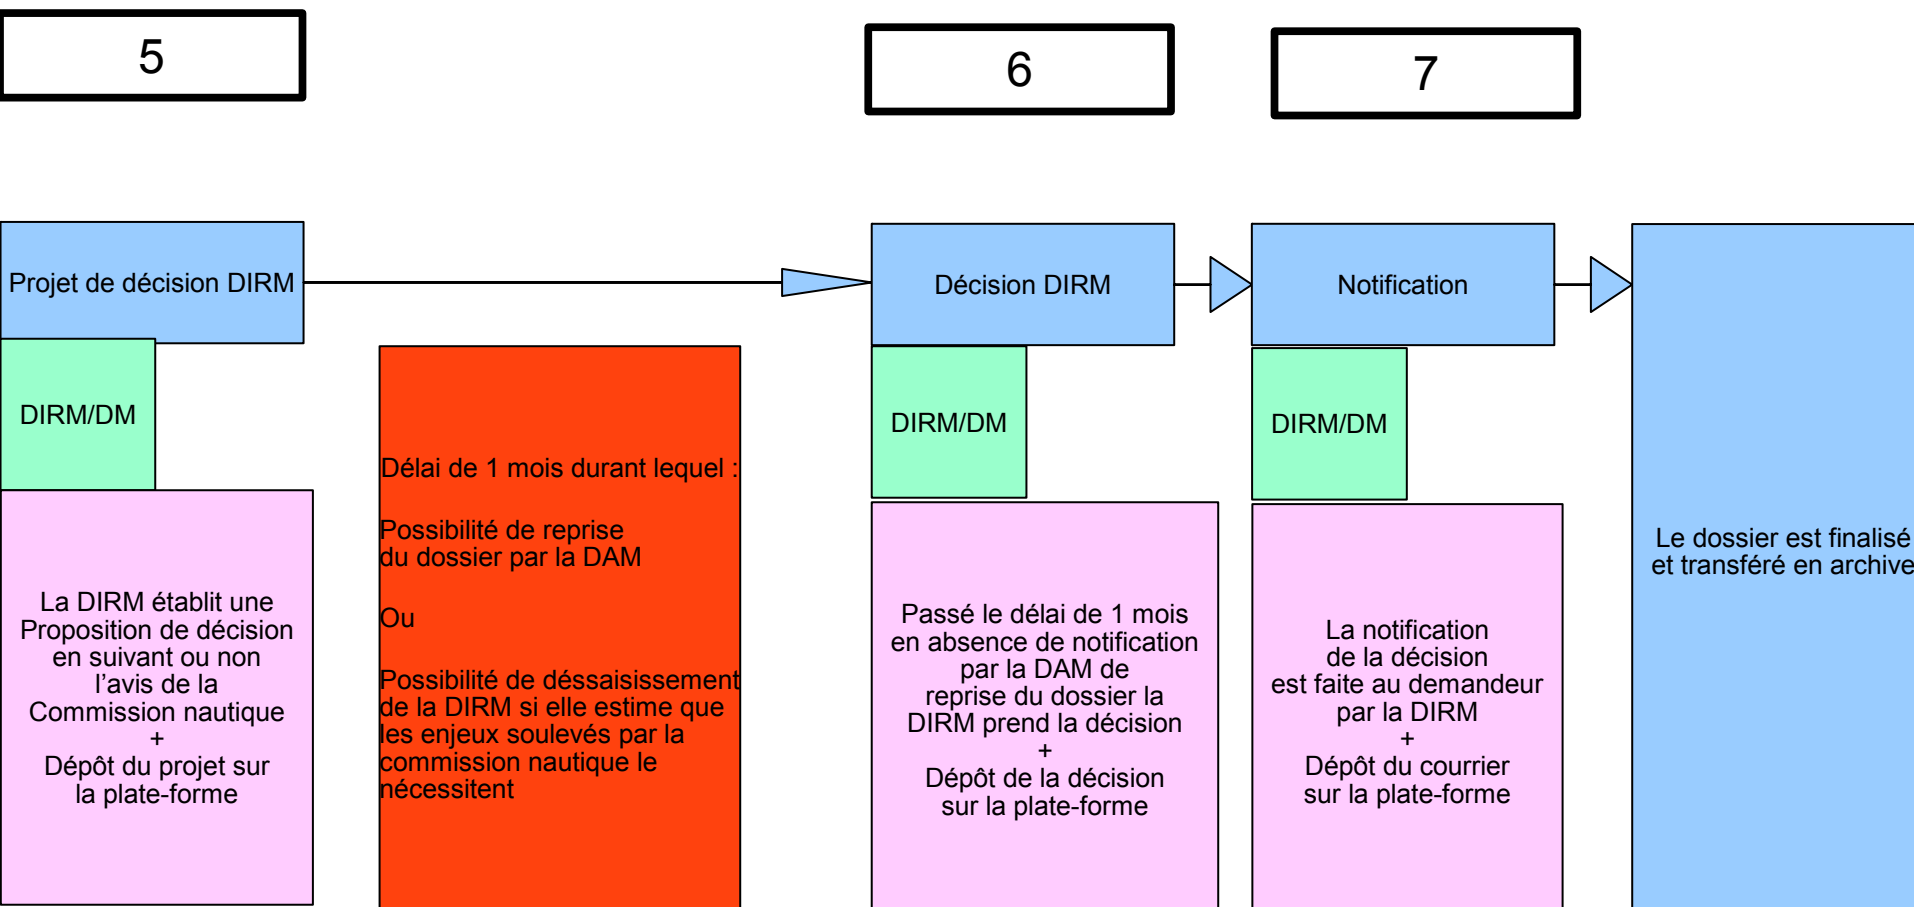 5
6
7
Projet de décision DIRM
Décision DIRM
Notification
DIRM/DM
DIRM/DM
DIRM/DM
La DIRM établit une
Proposition de décision
en suivant ou non
l’avis de la
Commission nautique
+
Dépôt du projet sur
la plate-forme
Délai de 1 mois durant lequel :
Possibilité de reprise
du dossier par la DAM
Ou
Possibilité de déssaisissement
de la DIRM si elle estime que
les enjeux soulevés par la
commission nautique le
nécessitent
Passé le délai de 1 mois
en absence de notification
par la DAM de
reprise du dossier la
DIRM prend la décision
+
Dépôt de la décision
sur la plate-forme
La notification
de la décision
est faite au demandeur
par la DIRM
+
Dépôt du courrier
sur la plate-forme
Le dossier est finalisé
et transféré en archive